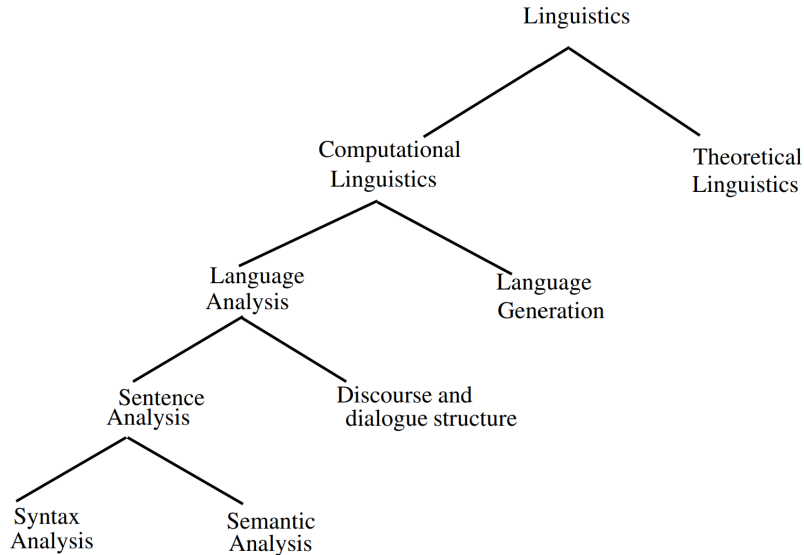 Linguistics
Computational
Linguistics
Theoretical
Linguistics
Language
Analysis
Language
Generation
Sentence
Analysis
Discourse and
dialogue structure
Syntax
Analysis
Semantic
Analysis